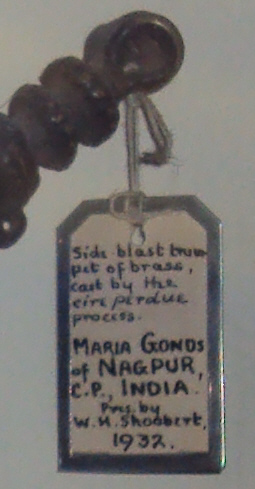 Side blast trum
pet of brass,
cast by the
cire perdue
process.
MARIA GONDS
of NAGPUR,
C.P., INDIA.
Pres. by
W.H. Shoobert,
1932.